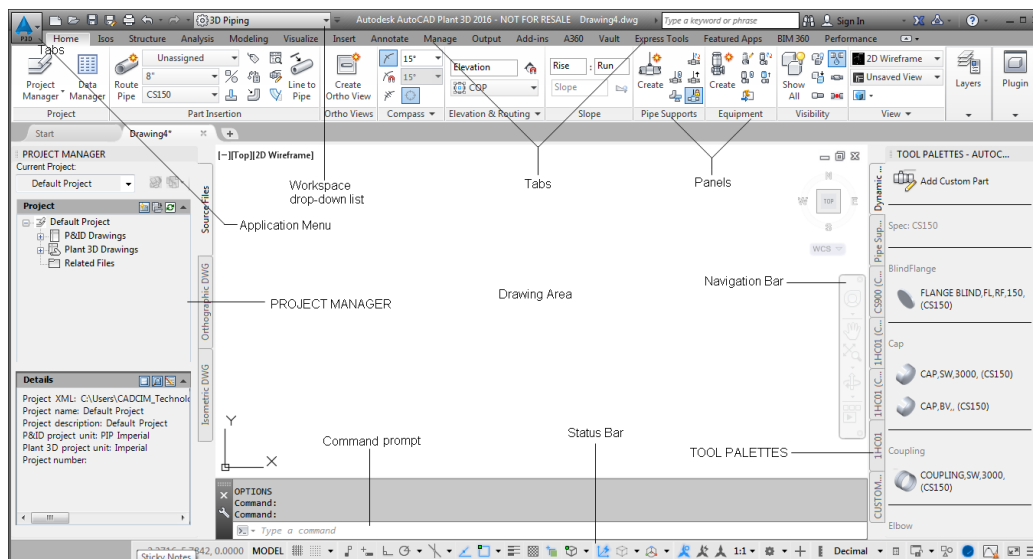 3D Piping
Autodesk AutoCAD Plant 3D 2016 - NOT FOR RESALE Drawing4.dwg
Type a keyword or phrase
Sign In
P3D
Home Isos Structure Analysis Modeling Visualize Insert Annotate Manage Output Add-ins A360 Vault Express Tools Featured Apps BIM 360 Performance
Tabs
Project Manager
Data Manager
Route Pipe
Unassigned
8"
CS150
Line to Pipe
Create Ortho View
15°
15°
Elevation
COP
Rise : Run
Slope
Create
Create
Show All
2D Wireframe
Unsaved View
Layers
Plugin
Project Part Insertion Ortho Views Compass Elevation & Routing Slope Pipe Supports Equipment Visibility View
Start Drawing4*
PROJECT MANAGER
Current Project:
Default Project
Project
Default Project
P&ID Drawings
Plant 3D Drawings
Related Files
Source Files
Orthographic DWG
Isometric DWG
Details
Project XML: C:\Users\CADCIM_Technolo
Project name: Default Project
Project description: Default Project
P&ID project unit: PIP Imperial
Plant 3D project unit: Imperial
Project number:
[−][Top][2D Wireframe]
Workspace
drop-down list
Application Menu
PROJECT MANAGER
Tabs
Panels
Drawing Area
Navigation Bar
N
W TOP E
S
WCS
Y
X
Command prompt
Status Bar
TOOL PALETTES
OPTIONS
Command:
Command:
Type a command
TOOL PALETTES - AUTOC...
Dynamic ...
Pipe Sup...
CS900 (C...
1HC01 (C...
1HC01 (C...
1HC01
CUSTOM...
Add Custom Part
Spec: CS150
BlindFlange
FLANGE BLIND,FL,RF,150,
(CS150)
Cap
CAP,SW,3000, (CS150)
CAP,BV,, (CS150)
Coupling
COUPLING,SW,3000,
(CS150)
Elbow
Sticky Notes
0.0000 MODEL 1:1 Decimal